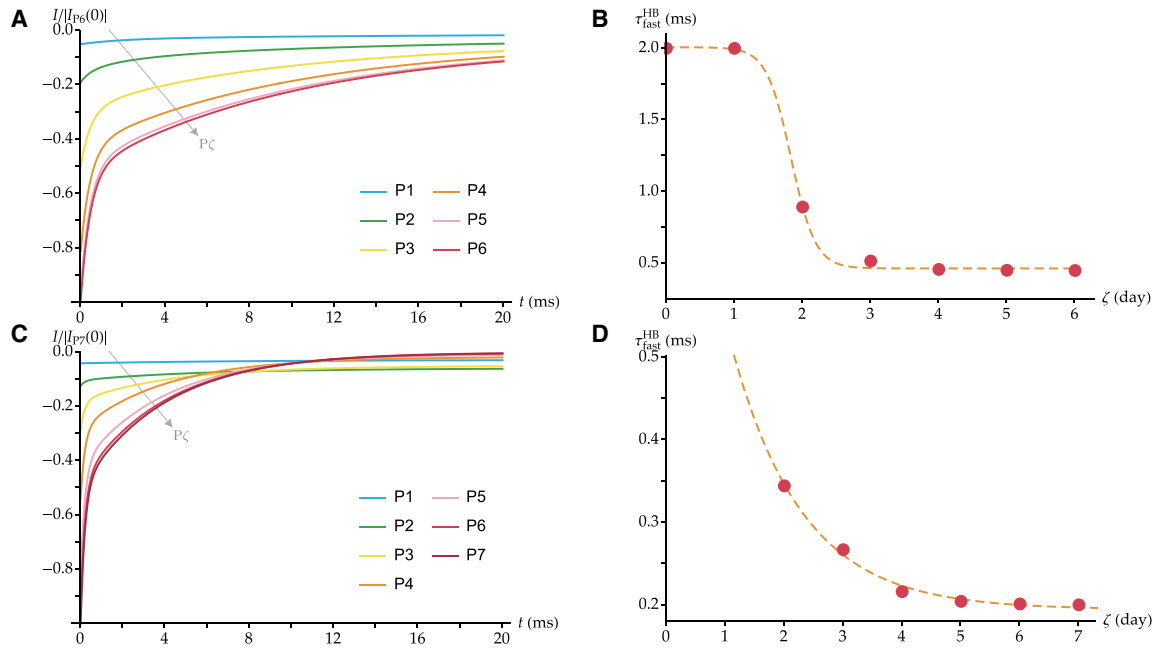 A
I/|I_P6(0)|
0.0
−0.2
−0.4
−0.6
−0.8
0 4 8 12 16 20
t (ms)
Pζ
P1 P4
P2 P5
P3 P6
B
τ_fast^HB (ms)
2.0
1.5
1.0
0.5
0 1 2 3 4 5 6
ζ (day)
C
I/|I_P7(0)|
0.0
−0.2
−0.4
−0.6
−0.8
0 4 8 12 16 20
t (ms)
Pζ
P1 P5
P2 P6
P3 P7
P4
D
τ_fast^HB (ms)
0.5
0.4
0.3
0.2
0 1 2 3 4 5 6 7
ζ (day)